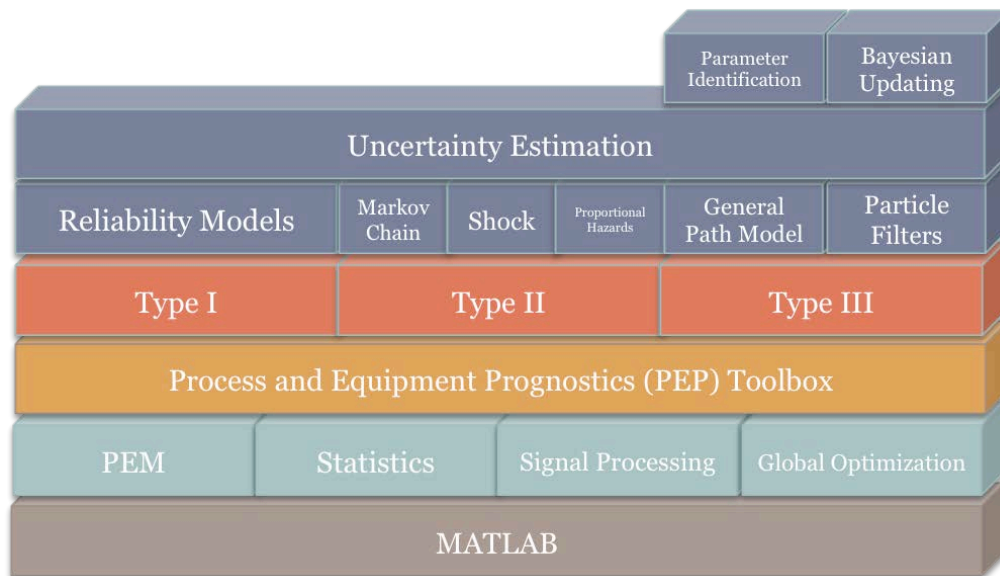 Parameter
Identification
Bayesian
Updating
Uncertainty Estimation
Reliability Models
Markov
Chain
Shock
Proportional
Hazards
General
Path Model
Particle
Filters
Type I
Type II
Type III
Process and Equipment Prognostics (PEP) Toolbox
PEM
Statistics
Signal Processing
Global Optimization
MATLAB